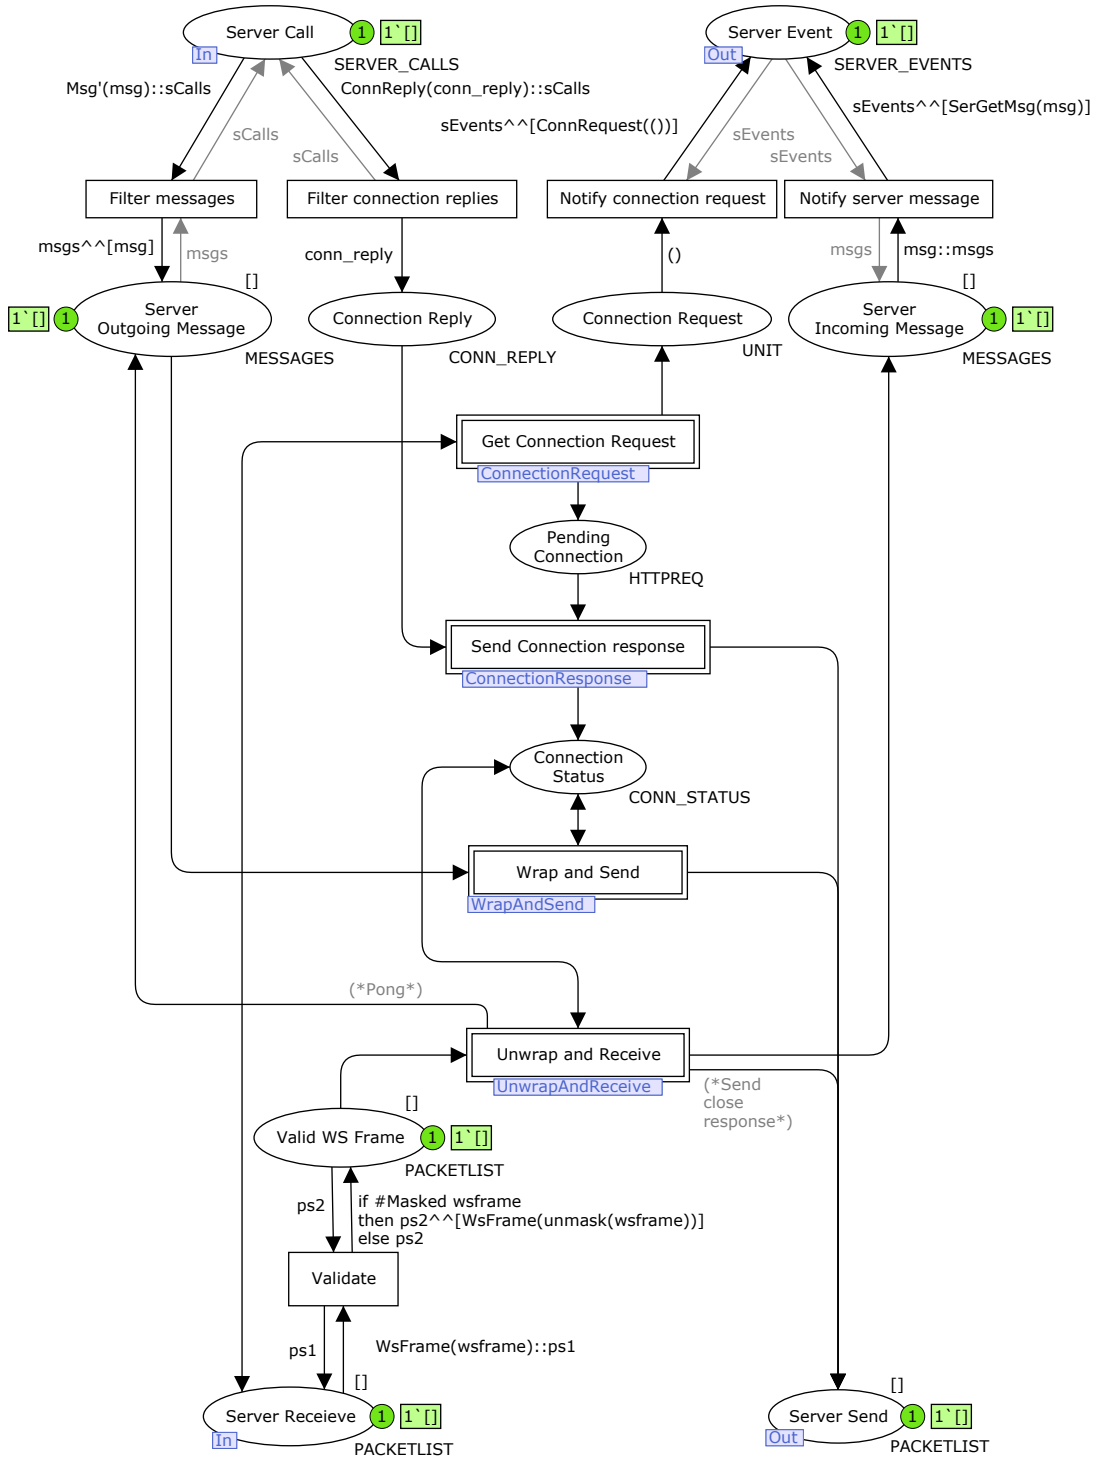 Server Call
1
1`[]
In
SERVER_CALLS
Server Event
1
1`[]
Out
SERVER_EVENTS
Msg'(msg)::sCalls
ConnReply(conn_reply)::sCalls
sEvents^^[ConnRequest(())]
sEvents^^[SerGetMsg(msg)]
sCalls
sCalls
sEvents
sEvents
Filter messages
Filter connection replies
Notify connection request
Notify server message
msgs^^[msg]
msgs
conn_reply
()
msgs
msg::msgs
[]
[]
1`[]
1
Server
Outgoing Message
MESSAGES
Connection Reply
CONN_REPLY
Connection Request
UNIT
Server
Incoming Message
1
1`[]
MESSAGES
Get Connection Request
ConnectionRequest
Pending
Connection
HTTPREQ
Send Connection response
ConnectionResponse
Connection
Status
CONN_STATUS
Wrap and Send
WrapAndSend
(*Pong*)
Unwrap and Receive
UnwrapAndReceive
(*Send
close
response*)
[]
Valid WS Frame
1
1`[]
PACKETLIST
ps2
if #Masked wsframe
then ps2^^[WsFrame(unmask(wsframe))]
else ps2
Validate
ps1
WsFrame(wsframe)::ps1
[]
Server Receieve
1
1`[]
In
PACKETLIST
[]
Server Send
1
1`[]
Out
PACKETLIST